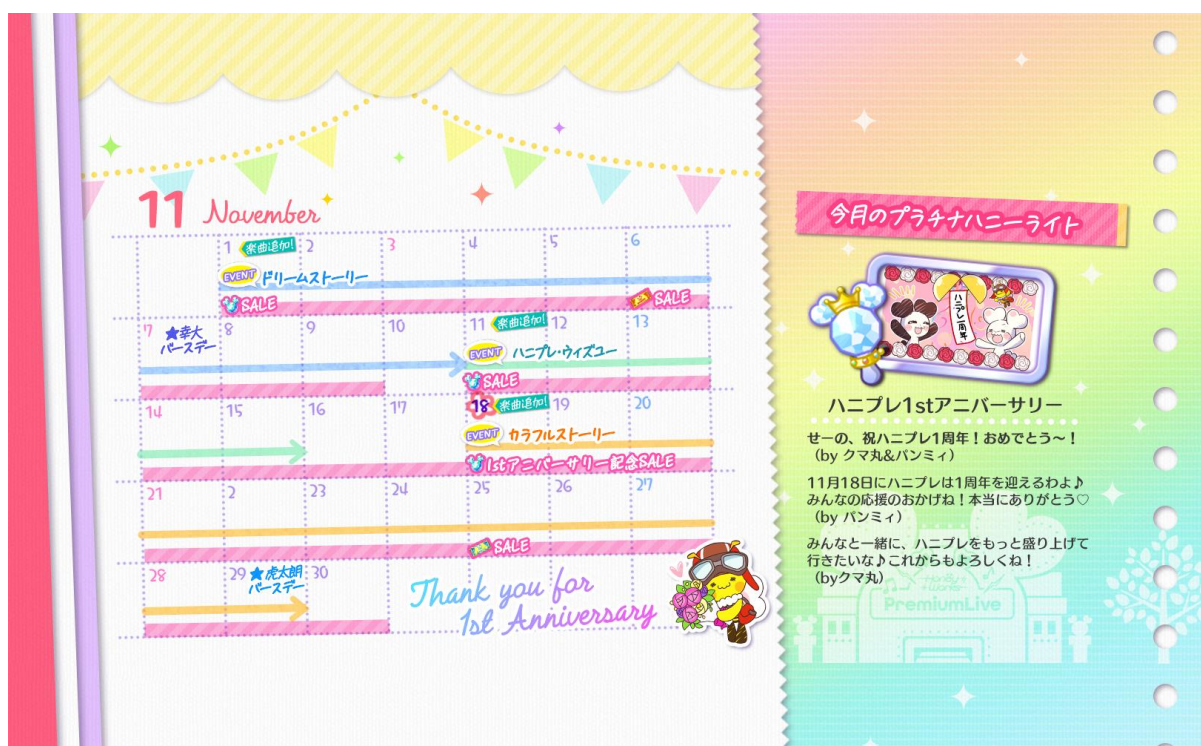 11 November
1 楽曲追加! 2 3 4 5 6
EVENT ドリームストーリー
SALE SALE
7 ★幸大 8 9 10 11 楽曲追加! 12 13
バースデー
EVENT ハニプレ・ウィズユー
SALE
14 15 16 17 18 楽曲追加! 19 20
EVENT カラフルストーリー
1stアニバーサリー記念SALE
21 2 23 24 25 26 27
SALE
28 29 ★虎太朗 30
バースデー
Thank you for
1st Anniversary
今月のプラチナハニーライト
ハニプレ一周年
ハニプレ1stアニバーサリー
せーの、祝ハニプレ1周年！おめでとう～！
（by クマ丸&パンミィ）
11月18日にハニプレは1周年を迎えるわよ♪
みんなの応援のおかげね！本当にありがとう♡
（by パンミィ）
みんなと一緒に、ハニプレをもっと盛り上げて
行きたいな♪これからもよろしくね！
（byクマ丸）
PremiumLive